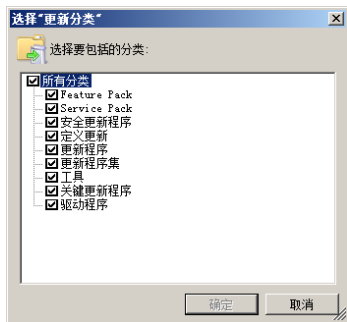 选择"更新分类"
选择要包括的分类:
所有分类
Feature Pack
Service Pack
安全更新程序
定义更新
更新程序
更新程序集
工具
关键更新程序
驱动程序
确定
取消